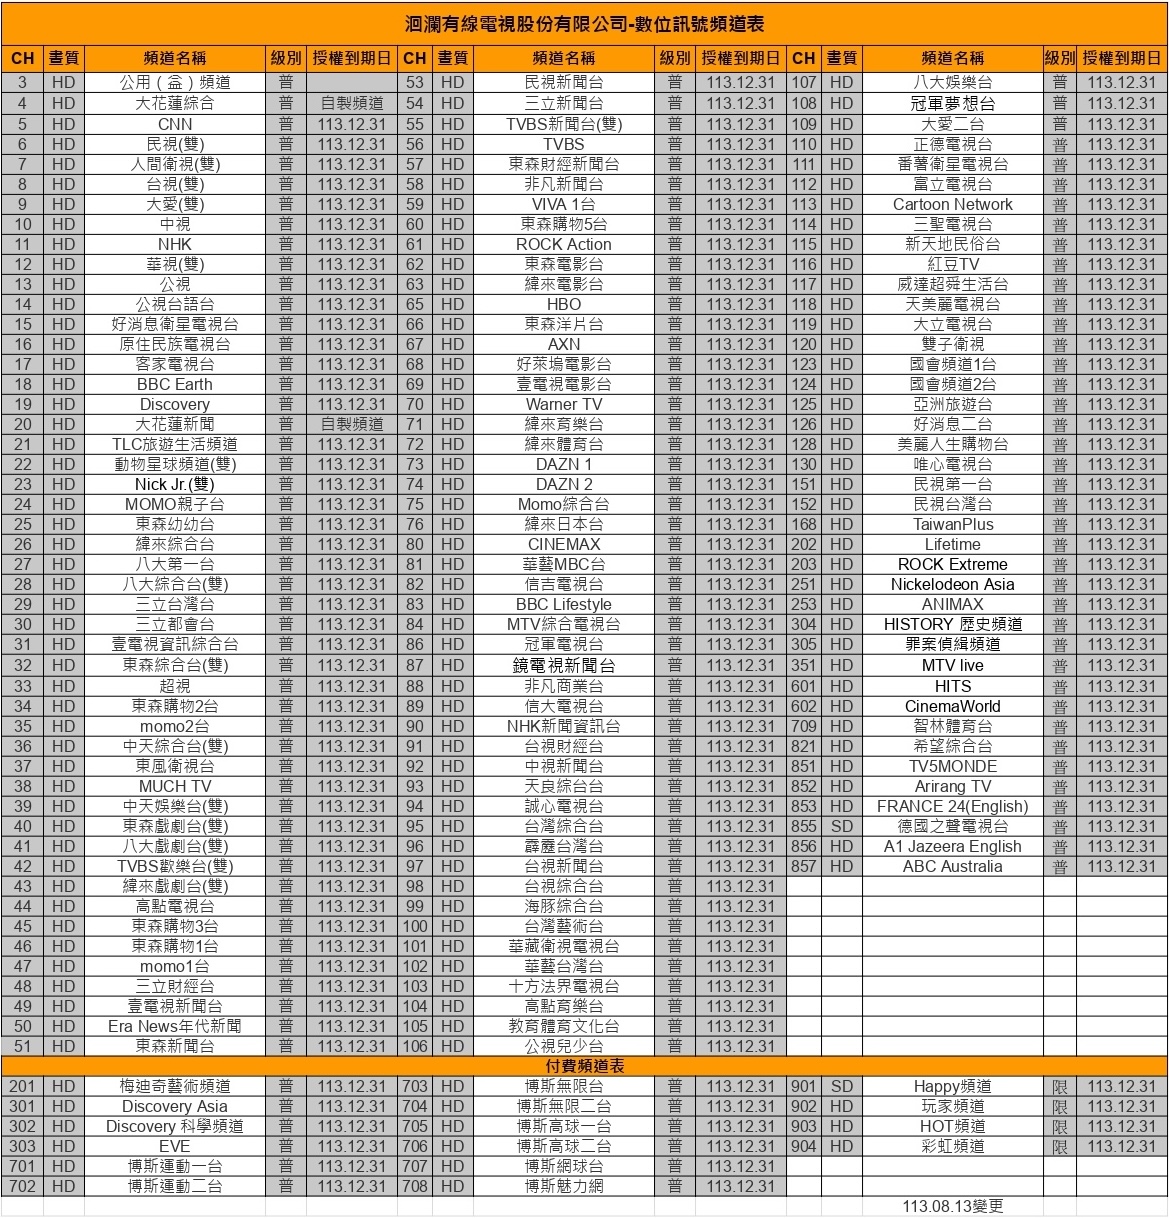 洄瀾有線電視股份有限公司-數位訊號頻道表
CH 畫質 頻道名稱 級別 授權到期日 CH 畫質 頻道名稱 級別 授權到期日 CH 畫質 頻道名稱 級別 授權到期日
3 HD 公用（益）頻道 普 53 HD 民視新聞台 普 113.12.31 107 HD 八大娛樂台 普 113.12.31
4 HD 大花蓮綜合 普 自製頻道 54 HD 三立新聞台 普 113.12.31 108 HD 冠軍夢想台 普 113.12.31
5 HD CNN 普 113.12.31 55 HD TVBS新聞台(雙) 普 113.12.31 109 HD 大愛二台 普 113.12.31
6 HD 民視(雙) 普 113.12.31 56 HD TVBS 普 113.12.31 110 HD 正德電視台 普 113.12.31
7 HD 人間衛視(雙) 普 113.12.31 57 HD 東森財經新聞台 普 113.12.31 111 HD 番薯衛星電視台 普 113.12.31
8 HD 台視(雙) 普 113.12.31 58 HD 非凡新聞台 普 113.12.31 112 HD 富立電視台 普 113.12.31
9 HD 大愛(雙) 普 113.12.31 59 HD VIVA 1台 普 113.12.31 113 HD Cartoon Network 普 113.12.31
10 HD 中視 普 113.12.31 60 HD 東森購物5台 普 113.12.31 114 HD 三聖電視台 普 113.12.31
11 HD NHK 普 113.12.31 61 HD ROCK Action 普 113.12.31 115 HD 新天地民俗台 普 113.12.31
12 HD 華視(雙) 普 113.12.31 62 HD 東森電影台 普 113.12.31 116 HD 紅豆TV 普 113.12.31
13 HD 公視 普 113.12.31 63 HD 緯來電影台 普 113.12.31 117 HD 威達超舜生活台 普 113.12.31
14 HD 公視台語台 普 113.12.31 65 HD HBO 普 113.12.31 118 HD 天美麗電視台 普 113.12.31
15 HD 好消息衛星電視台 普 113.12.31 66 HD 東森洋片台 普 113.12.31 119 HD 大立電視台 普 113.12.31
16 HD 原住民族電視台 普 113.12.31 67 HD AXN 普 113.12.31 120 HD 雙子衛視 普 113.12.31
17 HD 客家電視台 普 113.12.31 68 HD 好萊塢電影台 普 113.12.31 123 HD 國會頻道1台 普 113.12.31
18 HD BBC Earth 普 113.12.31 69 HD 壹電視電影台 普 113.12.31 124 HD 國會頻道2台 普 113.12.31
19 HD Discovery 普 113.12.31 70 HD Warner TV 普 113.12.31 125 HD 亞洲旅遊台 普 113.12.31
20 HD 大花蓮新聞 普 自製頻道 71 HD 緯來育樂台 普 113.12.31 126 HD 好消息二台 普 113.12.31
21 HD TLC旅遊生活頻道 普 113.12.31 72 HD 緯來體育台 普 113.12.31 128 HD 美麗人生購物台 普 113.12.31
22 HD 動物星球頻道(雙) 普 113.12.31 73 HD DAZN 1 普 113.12.31 130 HD 唯心電視台 普 113.12.31
23 HD Nick Jr.(雙) 普 113.12.31 74 HD DAZN 2 普 113.12.31 151 HD 民視第一台 普 113.12.31
24 HD MOMO親子台 普 113.12.31 75 HD Momo綜合台 普 113.12.31 152 HD 民視台灣台 普 113.12.31
25 HD 東森幼幼台 普 113.12.31 76 HD 緯來日本台 普 113.12.31 168 HD TaiwanPlus 普 113.12.31
26 HD 緯來綜合台 普 113.12.31 80 HD CINEMAX 普 113.12.31 202 HD Lifetime 普 113.12.31
27 HD 八大第一台 普 113.12.31 81 HD 華藝MBC台 普 113.12.31 203 HD ROCK Extreme 普 113.12.31
28 HD 八大綜合台(雙) 普 113.12.31 82 HD 信吉電視台 普 113.12.31 251 HD Nickelodeon Asia 普 113.12.31
29 HD 三立台灣台 普 113.12.31 83 HD BBC Lifestyle 普 113.12.31 253 HD ANIMAX 普 113.12.31
30 HD 三立都會台 普 113.12.31 84 HD MTV綜合電視台 普 113.12.31 304 HD HISTORY 歷史頻道 普 113.12.31
31 HD 壹電視資訊綜合台 普 113.12.31 86 HD 冠軍電視台 普 113.12.31 305 HD 罪案偵緝頻道 普 113.12.31
32 HD 東森綜合台(雙) 普 113.12.31 87 HD 鏡電視新聞台 普 113.12.31 351 HD MTV live 普 113.12.31
33 HD 超視 普 113.12.31 88 HD 非凡商業台 普 113.12.31 601 HD HITS 普 113.12.31
34 HD 東森購物2台 普 113.12.31 89 HD 信大電視台 普 113.12.31 602 HD CinemaWorld 普 113.12.31
35 HD momo2台 普 113.12.31 90 HD NHK新聞資訊台 普 113.12.31 709 HD 智林體育台 普 113.12.31
36 HD 中天綜合台(雙) 普 113.12.31 91 HD 台視財經台 普 113.12.31 821 HD 希望綜合台 普 113.12.31
37 HD 東風衛視台 普 113.12.31 92 HD 中視新聞台 普 113.12.31 851 HD TV5MONDE 普 113.12.31
38 HD MUCH TV 普 113.12.31 93 HD 天良綜台台 普 113.12.31 852 HD Arirang TV 普 113.12.31
39 HD 中天娛樂台(雙) 普 113.12.31 94 HD 誠心電視台 普 113.12.31 853 HD FRANCE 24(English) 普 113.12.31
40 HD 東森戲劇台(雙) 普 113.12.31 95 HD 台灣綜合台 普 113.12.31 855 SD 德國之聲電視台 普 113.12.31
41 HD 八大戲劇台(雙) 普 113.12.31 96 HD 霹靂台灣台 普 113.12.31 856 HD A1 Jazeera English 普 113.12.31
42 HD TVBS歡樂台(雙) 普 113.12.31 97 HD 台視新聞台 普 113.12.31 857 HD ABC Australia 普 113.12.31
43 HD 緯來戲劇台(雙) 普 113.12.31 98 HD 台視綜合台 普 113.12.31
44 HD 高點電視台 普 113.12.31 99 HD 海豚綜合台 普 113.12.31
45 HD 東森購物3台 普 113.12.31 100 HD 台灣藝術台 普 113.12.31
46 HD 東森購物1台 普 113.12.31 101 HD 華藏衛視電視台 普 113.12.31
47 HD momo1台 普 113.12.31 102 HD 華藝台灣台 普 113.12.31
48 HD 三立財經台 普 113.12.31 103 HD 十方法界電視台 普 113.12.31
49 HD 壹電視新聞台 普 113.12.31 104 HD 高點育樂台 普 113.12.31
50 HD Era News年代新聞 普 113.12.31 105 HD 教育體育文化台 普 113.12.31
51 HD 東森新聞台 普 113.12.31 106 HD 公視兒少台 普 113.12.31
付費頻道表
201 HD 梅迪奇藝術頻道 普 113.12.31 703 HD 博斯無限台 普 113.12.31 901 SD Happy頻道 限 113.12.31
301 HD Discovery Asia 普 113.12.31 704 HD 博斯無限二台 普 113.12.31 902 HD 玩家頻道 限 113.12.31
302 HD Discovery 科學頻道 普 113.12.31 705 HD 博斯高球一台 普 113.12.31 903 HD HOT頻道 限 113.12.31
303 HD EVE 普 113.12.31 706 HD 博斯高球二台 普 113.12.31 904 HD 彩虹頻道 限 113.12.31
701 HD 博斯運動一台 普 113.12.31 707 HD 博斯網球台 普 113.12.31
702 HD 博斯運動二台 普 113.12.31 708 HD 博斯魅力網 普 113.12.31
113.08.13變更